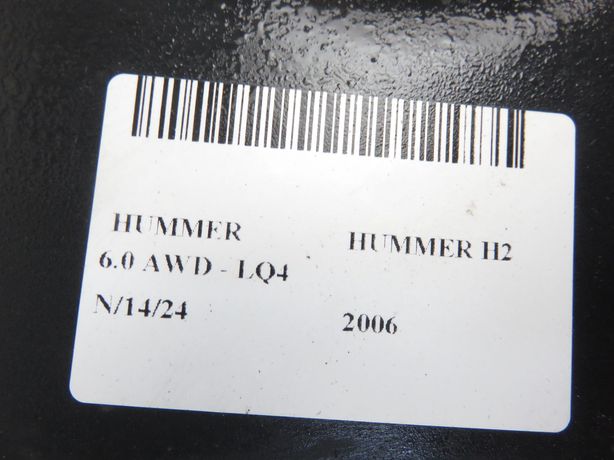 HUMMER HUMMER H2
6.0 AWD - LQ4
N/14/24 2006